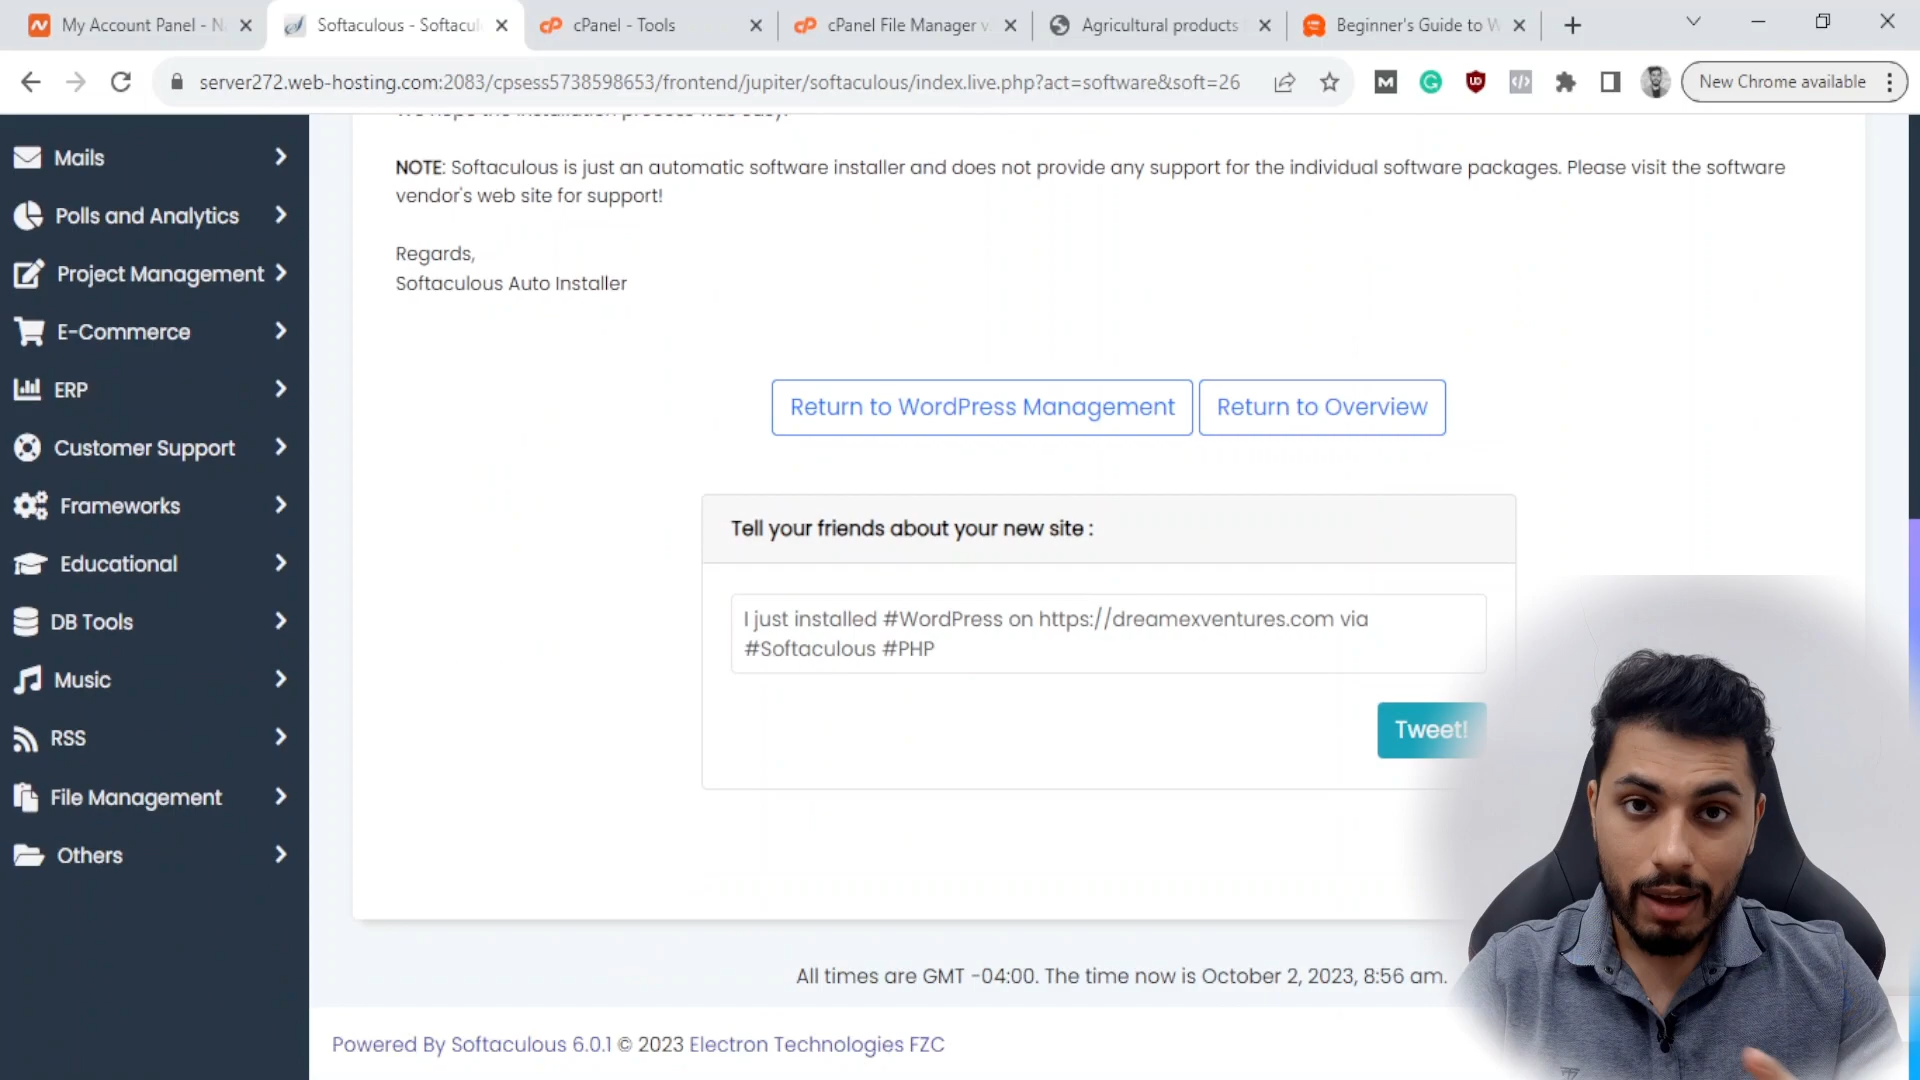 My Account Panel - N
Softaculous - Softacul
cPanel - Tools
cPanel File Manager v
Agricultural products
Beginner's Guide to W
server272.web-hosting.com:2083/cpsess5738598653/frontend/jupiter/softaculous/index.live.php?act=software&soft=26
New Chrome available
Mails
Polls and Analytics
Project Management
E-Commerce
ERP
Customer Support
Frameworks
Educational
DB Tools
Music
RSS
File Management
Others
We hope the installation process was easy.
NOTE: Softaculous is just an automatic software installer and does not provide any support for the individual software packages. Please visit the software
vendor's web site for support!
Regards,
Softaculous Auto Installer
Return to WordPress Management
Return to Overview
Tell your friends about your new site :
I just installed #WordPress on https://dreamexventures.com via
#Softaculous #PHP
Tweet!
All times are GMT -04:00. The time now is October 2, 2023, 8:56 am.
Powered By Softaculous 6.0.1 © 2023 Electron Technologies FZC